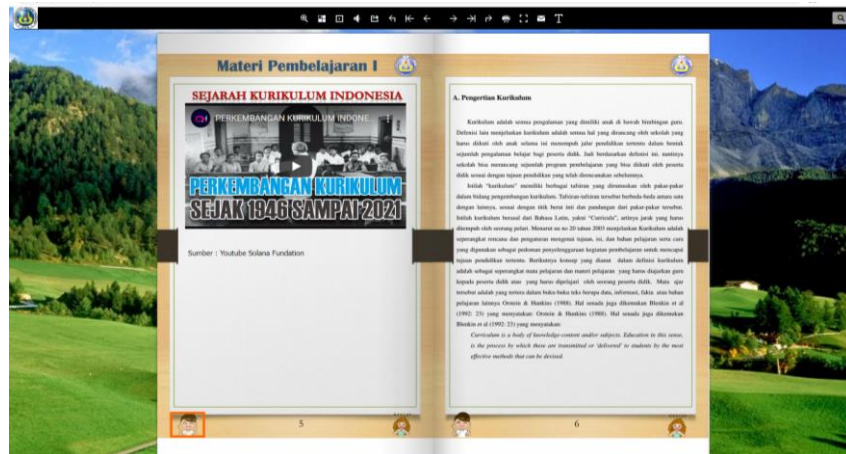 Materi Pembelajaran I
SEJARAH KURIKULUM INDONESIA
PERKEMBANGAN KURIKULUM INDONE...
PERKEMBANGAN KURIKULUM
SEJAK 1946 SAMPAI 2021
Sumber : Youtube Solana Fundation
5
A. Pengertian Kurikulum
Kurikulum adalah semua pengalaman yang dimiliki anak di bawah bimbingan guru.
Definisi lain menjelaskan kurikulum adalah semua hal yang dirancang oleh sekolah yang
harus diikuti oleh anak selama ini menempuh jalur pendidikan tertentu dalam bentuk
sejumlah pengalaman belajar bagi peserta didik. Jadi berdasarkan definisi ini, nantinya
sekolah bisa merancang sejumlah program pembelajaran yang bisa diikuti oleh peserta
didik sesuai dengan tujuan pendidikan yang telah direncanakan sebelumnya.
Istilah "kurikulum" memiliki berbagai tafsiran yang dirumuskan oleh pakar-pakar
dalam bidang pengembangan kurikulum. Tafsiran-tafsiran tersebut berbeda-beda antara satu
dengan lainnya, sesuai dengan titik berat inti dan pandangan dari pakar-pakar tersebut.
Istilah kurikulum berasal dari Bahasa Latin, yakni "Curricula", artinya jarak yang harus
ditempuh oleh seorang pelari. Menurut uu no 20 tahun 2003 menjelaskan Kurikulum adalah
seperangkat rencana dan pengaturan mengenai tujuan, isi, dan bahan pelajaran serta cara
yang digunakan sebagai pedoman penyelenggaraan kegiatan pembelajaran untuk mencapai
tujuan pendidikan tertentu. Berikutnya konsep yang dianut dalam definisi kurikulum
adalah sebagai seperangkat mata pelajaran dan materi pelajaran yang harus diajarkan guru
kepada peserta didik atau yang harus dipelajari oleh seorang peserta didik. Mata ajar
tersebut adalah yang tertera dalam buku-buku teks berupa data, informasi, fakta atau bahan
pelajaran lainnya Orstein & Hunkins (1988). Hal senada juga dikemukan Blenkin et al
(1992: 23) yang menyatakan: Orstein & Hunkins (1988). Hal senada juga dikemukan
Blenkin et al (1992: 23) yang menyatakan:
Curriculum is a body of knowledge-content and/or subjects. Education in this sense,
is the process by which these are transmitted or 'delivered' to students by the most
effective methods that can be devised.
6